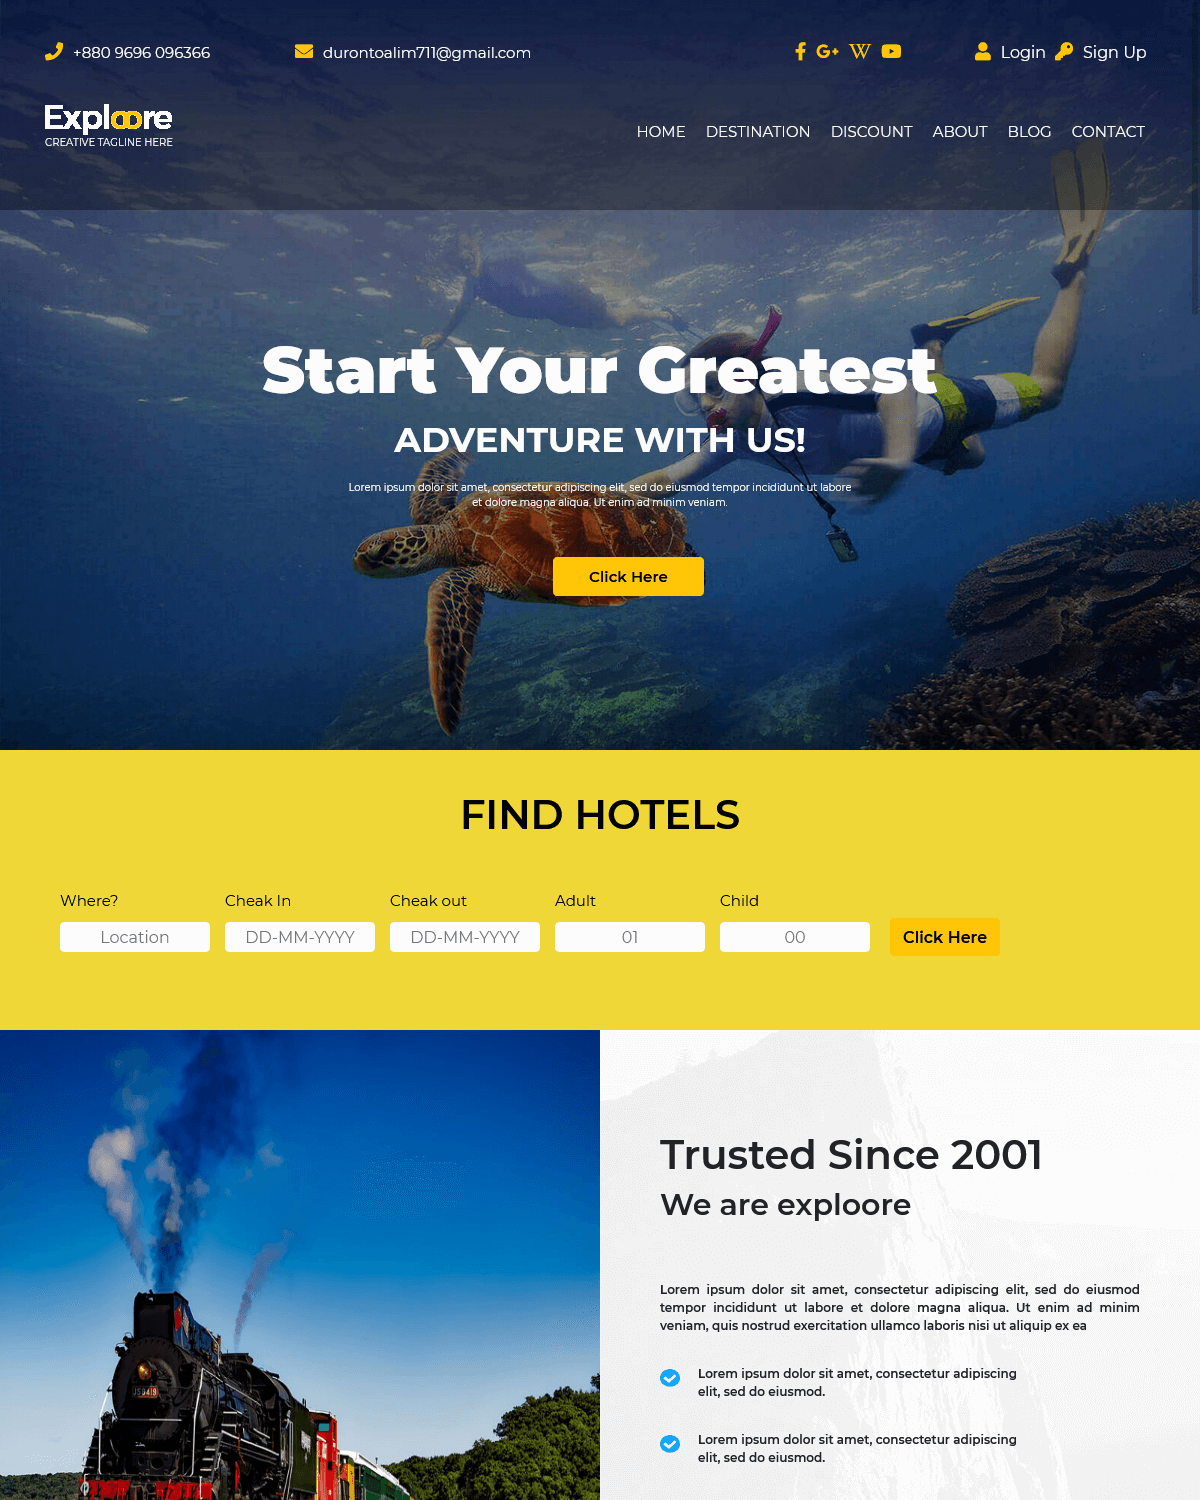 +880 9696 096366
durontoalim711@gmail.com
Login
Sign Up
Exploore
CREATIVE TAGLINE HERE
HOME
DESTINATION
DISCOUNT
ABOUT
BLOG
CONTACT
Start Your Greatest
ADVENTURE WITH US!
Lorem ipsum dolor sit amet, consectetur adipiscing elit, sed do eiusmod tempor incididunt ut labore
et dolore magna aliqua. Ut enim ad minim veniam.
Click Here
FIND HOTELS
Where?
Cheak In
Cheak out
Adult
Child
Location
DD-MM-YYYY
DD-MM-YYYY
01
00
Click Here
Trusted Since 2001
We are exploore
Lorem ipsum dolor sit amet, consectetur adipiscing elit, sed do eiusmod
tempor incididunt ut labore et dolore magna aliqua. Ut enim ad minim
veniam, quis nostrud exercitation ullamco laboris nisi ut aliquip ex ea
Lorem ipsum dolor sit amet, consectetur adipiscing
elit, sed do eiusmod.
Lorem ipsum dolor sit amet, consectetur adipiscing
elit, sed do eiusmod.